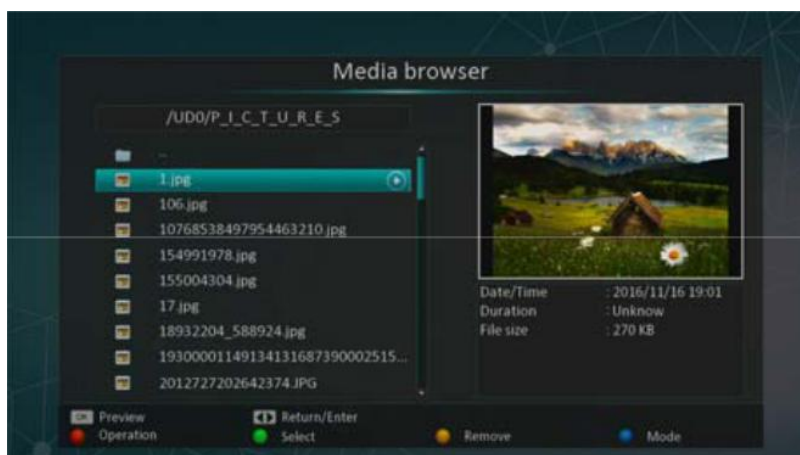 Media browser
/UD0/P_I_C_T_U_R_E_S
..
1.jpg
106.jpg
10768538497954463210.jpg
154991978.jpg
155004304.jpg
17.jpg
18932204_588924.jpg
19300001149134131687390002515...
2012727202642374.JPG
Date/Time : 2016/11/16 19:01
Duration : Unknow
File size : 270 KB
OK Preview Return/Enter
Operation Select Remove Mode